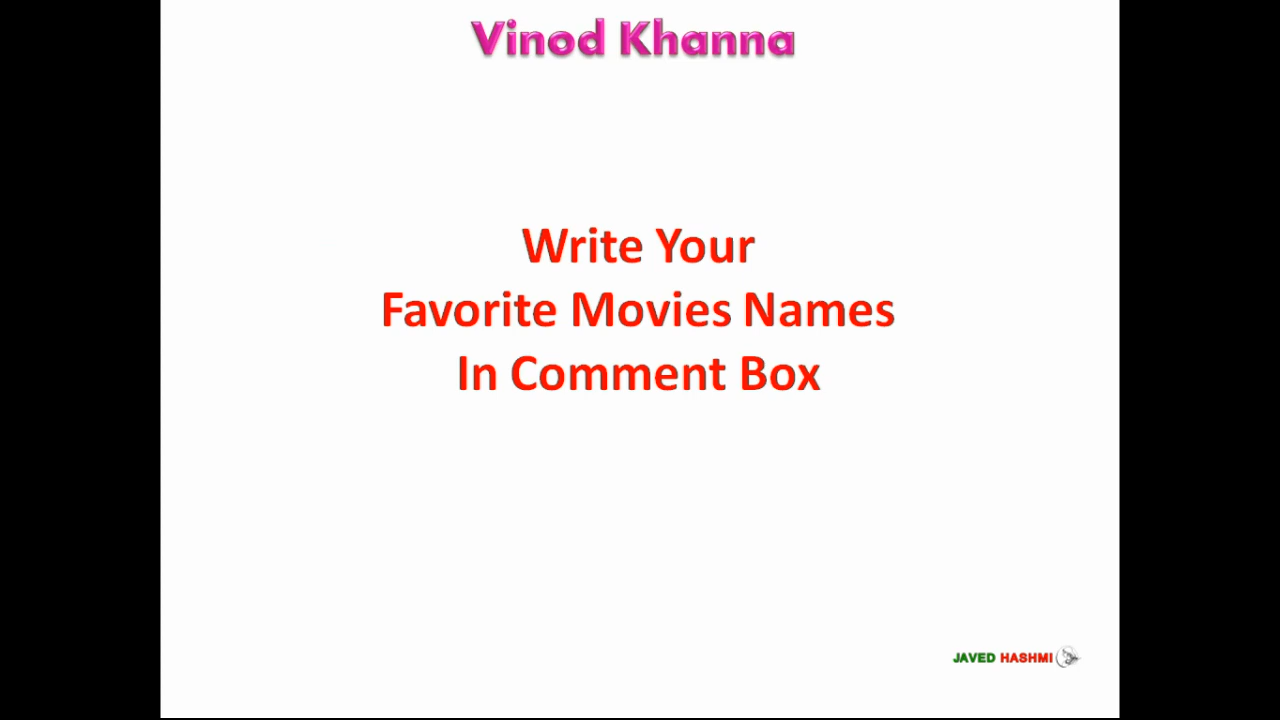 Vinod Khanna
Write Your
Favorite Movies Names
In Comment Box
JAVED HASHMI